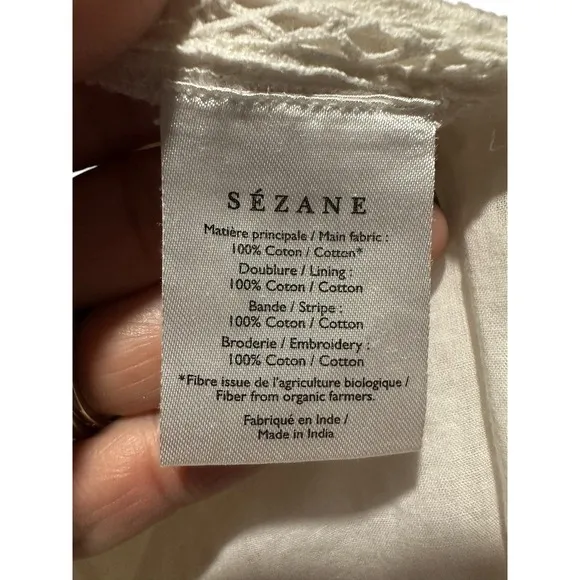 SÉZANE
Matière principale / Main fabric :
100% Coton / Cotton*
Doublure / Lining :
100% Coton / Cotton
Bande / Stripe :
100% Coton / Cotton
Broderie / Embroidery :
100% Coton / Cotton
*Fibre issue de l'agriculture biologique /
Fiber from organic farmers.
Fabriqué en Inde /
Made in India